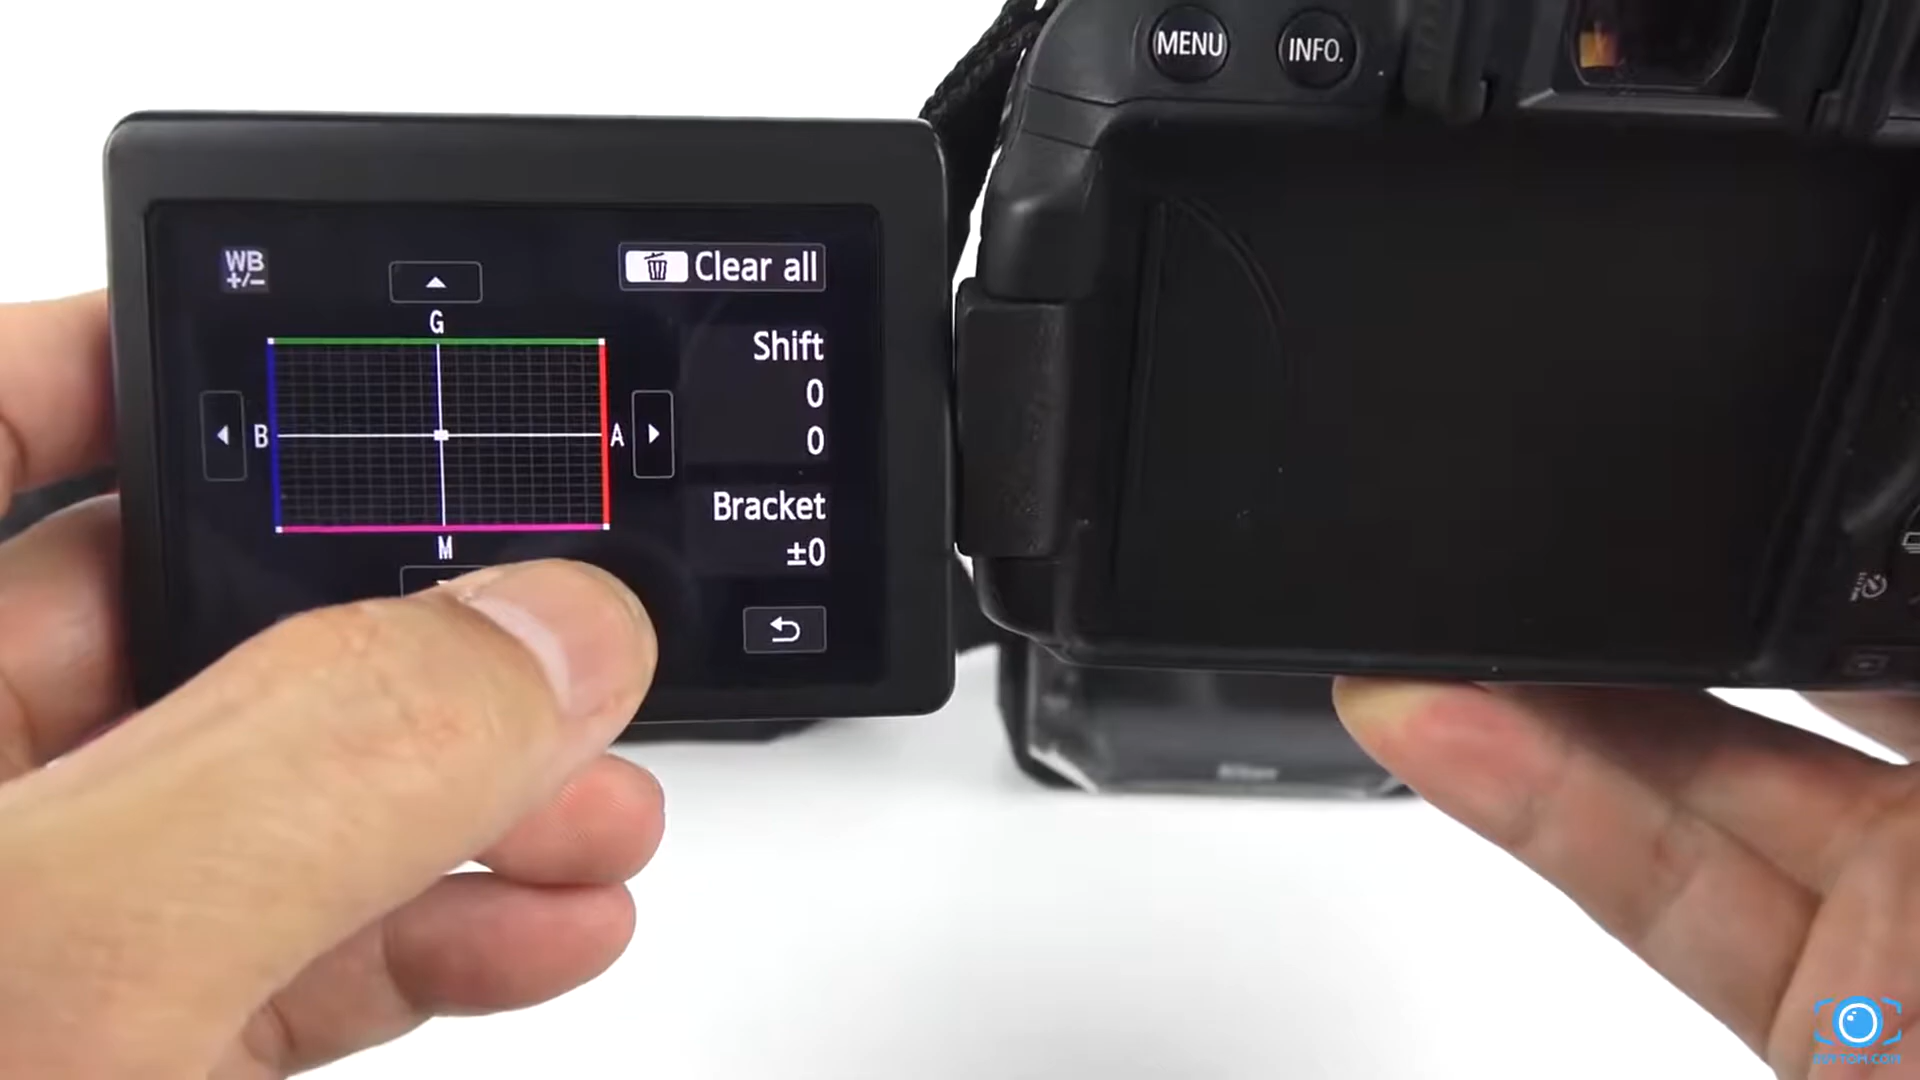 MENU
INFO.
WB
+/−
Clear all
G
Shift
0
B
A
0
Bracket
±0
M